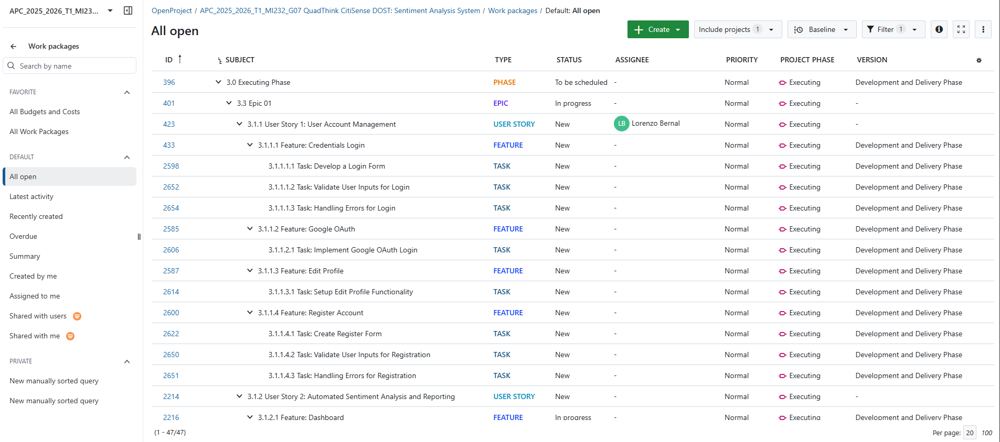 APC_2025_2026_T1_MI23...
Work packages
Search by name
FAVORITE
All Budgets and Costs
All Work Packages
DEFAULT
All open
Latest activity
Recently created
Overdue
Summary
Created by me
Assigned to me
Shared with users
Shared with me
PRIVATE
New manually sorted query
New manually sorted query
OpenProject / APC_2025_2026_T1_MI232_G07 QuadThink CitiSense DOST: Sentiment Analysis System / Work packages / Default: All open
All open
Create Include projects 1 Baseline Filter 1
ID SUBJECT TYPE STATUS ASSIGNEE PRIORITY PROJECT PHASE VERSION
396 3.0 Executing Phase PHASE To be scheduled - Normal Executing Development and Delivery Phase
401 3.3 Epic 01 EPIC In progress - Normal Executing -
423 3.1.1 User Story 1: User Account Management USER STORY New LB Lorenzo Bernal Normal Executing -
433 3.1.1.1 Feature: Credentials Login FEATURE New - Normal Executing Development and Delivery Phase
2598 3.1.1.1.1 Task: Develop a Login Form TASK New - Normal Executing Development and Delivery Phase
2652 3.1.1.1.2 Task: Validate User Inputs for Login TASK New - Normal Executing Development and Delivery Phase
2654 3.1.1.1.3 Task: Handling Errors for Login TASK New - Normal Executing Development and Delivery Phase
2585 3.1.1.2 Feature: Google OAuth FEATURE New - Normal Executing Development and Delivery Phase
2606 3.1.1.2.1 Task: Implement Google OAuth Login TASK New - Normal Executing Development and Delivery Phase
2587 3.1.1.3 Feature: Edit Profile FEATURE New - Normal Executing Development and Delivery Phase
2614 3.1.1.3.1 Task: Setup Edit Profile Functionality TASK New - Normal Executing Development and Delivery Phase
2600 3.1.1.4 Feature: Register Account FEATURE New - Normal Executing Development and Delivery Phase
2622 3.1.1.4.1 Task: Create Register Form TASK New - Normal Executing Development and Delivery Phase
2650 3.1.1.4.2 Task: Validate User Inputs for Registration TASK New - Normal Executing Development and Delivery Phase
2651 3.1.1.4.3 Task: Handling Errors for Registration TASK New - Normal Executing Development and Delivery Phase
2214 3.1.2 User Story 2: Automated Sentiment Analysis and Reporting USER STORY New - Normal Executing -
2216 3.1.2.1 Feature: Dashboard FEATURE In progress - Normal Executing Development and Delivery Phase
(1 - 47/47) Per page: 20 100